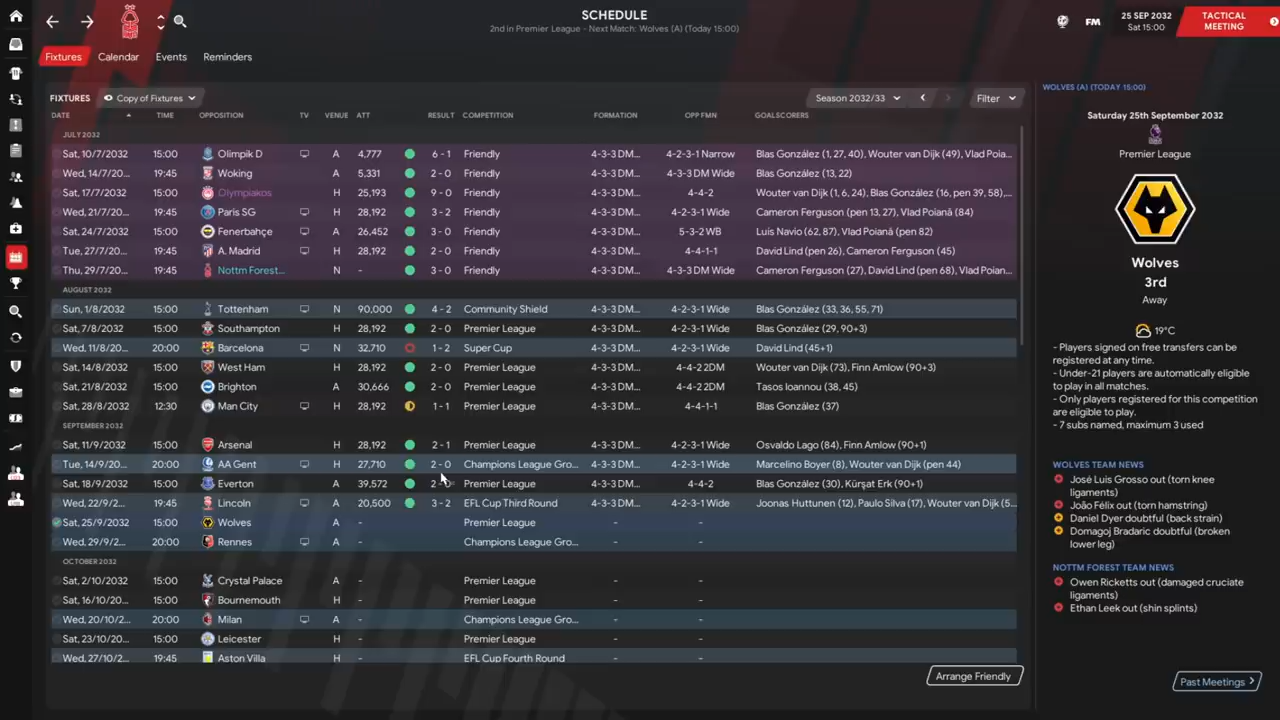 SCHEDULE
2nd in Premier League - Next Match: Wolves (A) (Today 15:00)
FM
25 SEP 2032
Sat 15:00
TACTICAL
MEETING
Fixtures Calendar Events Reminders
FIXTURES Copy of Fixtures Season 2032/33 Filter
DATE TIME OPPOSITION TV VENUE ATT RESULT COMPETITION FORMATION OPP FMN GOALSCORERS
JULY 2032
Sat, 10/7/2032 15:00 Olimpik D A 4,777 6 - 1 Friendly 4-3-3 DM... 4-2-3-1 Narrow Blas González (1, 27, 40), Wouter van Dijk (49), Vlad Poia...
Wed, 14/7/20... 19:45 Woking A 5,331 2 - 0 Friendly 4-3-3 DM... 4-3-3 DM Wide Blas González (13, 22)
Sat, 17/7/2032 15:00 Olympiakos H 25,193 9 - 0 Friendly 4-3-3 DM... 4-4-2 Wouter van Dijk (1, 6, 24), Blas González (16, pen 39, 58),...
Wed, 21/7/20... 19:45 Paris SG H 28,192 3 - 2 Friendly 4-3-3 DM... 4-2-3-1 Wide Cameron Ferguson (pen 13, 27), Vlad Poiană (84)
Sat, 24/7/2032 15:00 Fenerbahçe A 26,452 3 - 0 Friendly 4-3-3 DM... 5-3-2 WB Luís Navio (62, 87), Vlad Poiană (pen 82)
Tue, 27/7/20... 19:45 A. Madrid H 28,192 2 - 0 Friendly 4-3-3 DM... 4-4-1-1 David Lind (pen 26), Cameron Ferguson (45)
Thu, 29/7/20... 19:45 Nottm Forest... N - 3 - 0 Friendly 4-3-3 DM... 4-3-3 DM Wide Cameron Ferguson (27), David Lind (pen 68), Vlad Poian...
AUGUST 2032
Sun, 1/8/2032 15:00 Tottenham N 90,000 4 - 2 Community Shield 4-3-3 DM... 4-2-3-1 Wide Blas González (33, 36, 55, 71)
Sat, 7/8/2032 15:00 Southampton H 28,192 2 - 0 Premier League 4-3-3 DM... 4-2-3-1 Wide Blas González (29, 90+3)
Wed, 11/8/20... 20:00 Barcelona N 32,710 1 - 2 Super Cup 4-3-3 DM... 4-2-3-1 Wide David Lind (45+1)
Sat, 14/8/2032 15:00 West Ham H 28,192 2 - 0 Premier League 4-3-3 DM... 4-4-2 2DM Wouter van Dijk (73), Finn Amlow (90+3)
Sat, 21/8/2032 15:00 Brighton A 30,666 2 - 0 Premier League 4-3-3 DM... 4-4-2 2DM Tasos Ioannou (38, 45)
Sat, 28/8/2032 12:30 Man City H 28,192 1 - 1 Premier League 4-3-3 DM... 4-4-1-1 Blas González (37)
SEPTEMBER 2032
Sat, 11/9/2032 15:00 Arsenal H 28,192 2 - 1 Premier League 4-3-3 DM... 4-2-3-1 Wide Osvaldo Lago (84), Finn Amlow (90+1)
Tue, 14/9/2032 20:00 AA Gent H 27,710 2 - 0 Champions League Gro... 4-3-3 DM... 4-2-3-1 Wide Marcelino Boyer (8), Wouter van Dijk (pen 44)
Sat, 18/9/2032 15:00 Everton A 39,572 2 - 0 Premier League 4-3-3 DM... 4-4-2 Blas González (30), Kürşat Erk (90+1)
Wed, 22/9/20... 19:45 Lincoln A 20,500 3 - 2 EFL Cup Third Round 4-3-3 DM... 4-2-3-1 Wide Joonas Huttunen (12), Paulo Silva (17), Wouter van Dijk (5...
Sat, 25/9/2032 15:00 Wolves A - Premier League - -
Wed, 29/9/20... 20:00 Rennes A - Champions League Gro... - -
OCTOBER 2032
Sat, 2/10/2032 15:00 Crystal Palace A - Premier League - -
Sat, 16/10/20... 15:00 Bournemouth H - Premier League - -
Wed, 20/10/2... 20:00 Milan A - Champions League Gro... - -
Sat, 23/10/20... 15:00 Leicester H - Premier League - -
Wed, 27/10/2... 19:45 Aston Villa H - EFL Cup Fourth Round - -
Arrange Friendly
WOLVES (A) (TODAY 15:00)
Saturday 25th September 2032
Premier League
Wolves
3rd
Away
19°C
- Players signed on free transfers can be
registered at any time.
- Under-21 players are automatically eligible
to play in all matches.
- Only players registered for this competition
are eligible to play.
- 7 subs named, maximum 3 used
WOLVES TEAM NEWS
José Luis Grosso out (torn knee
ligaments)
João Félix out (torn hamstring)
Daniel Dyer doubtful (back strain)
Domagoj Bradaric doubtful (broken
lower leg)
NOTTM FOREST TEAM NEWS
Owen Ricketts out (damaged cruciate
ligaments)
Ethan Leek out (shin splints)
Past Meetings